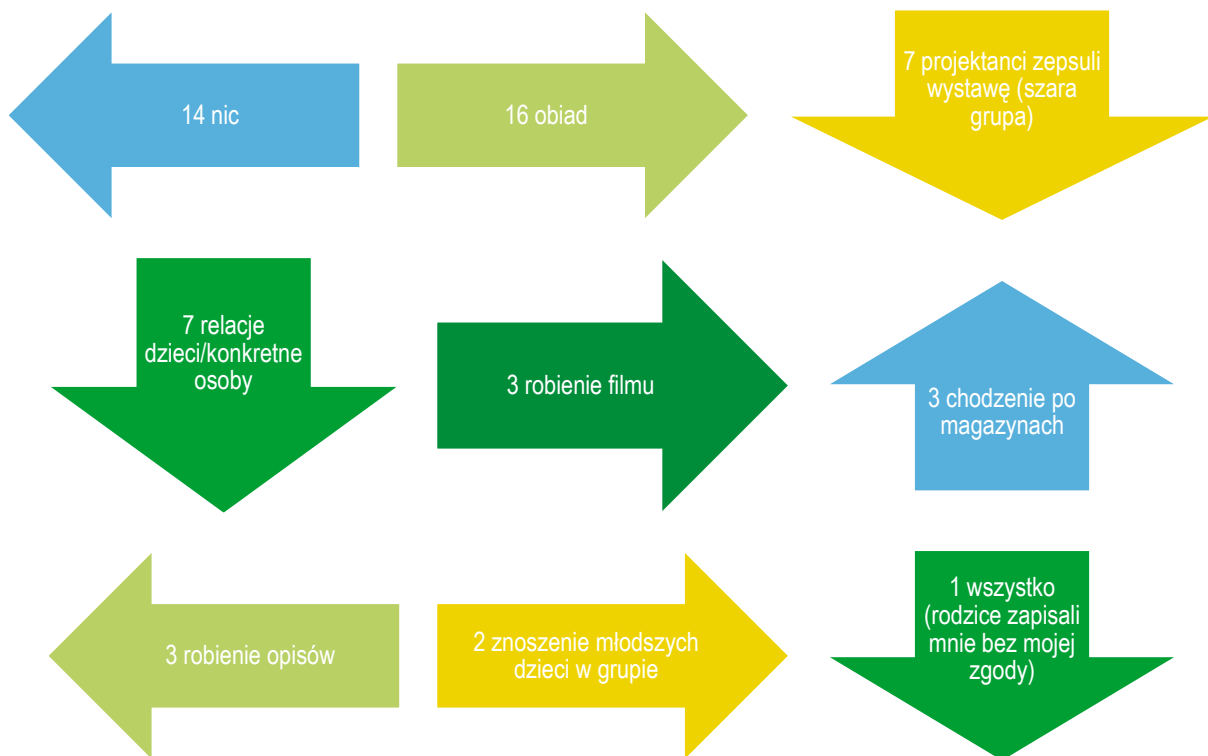 14 nic
16 obiad
7 projektanci zepsuli
wystawę (szara
grupa)
7 relacje
dzieci/konkretne
osoby
3 robienie filmu
3 chodzenie po
magazynach
3 robienie opisów
2 znoszenie młodszych
dzieci w grupie
1 wszystko
(rodzice zapisali
mnie bez mojej
zgody)